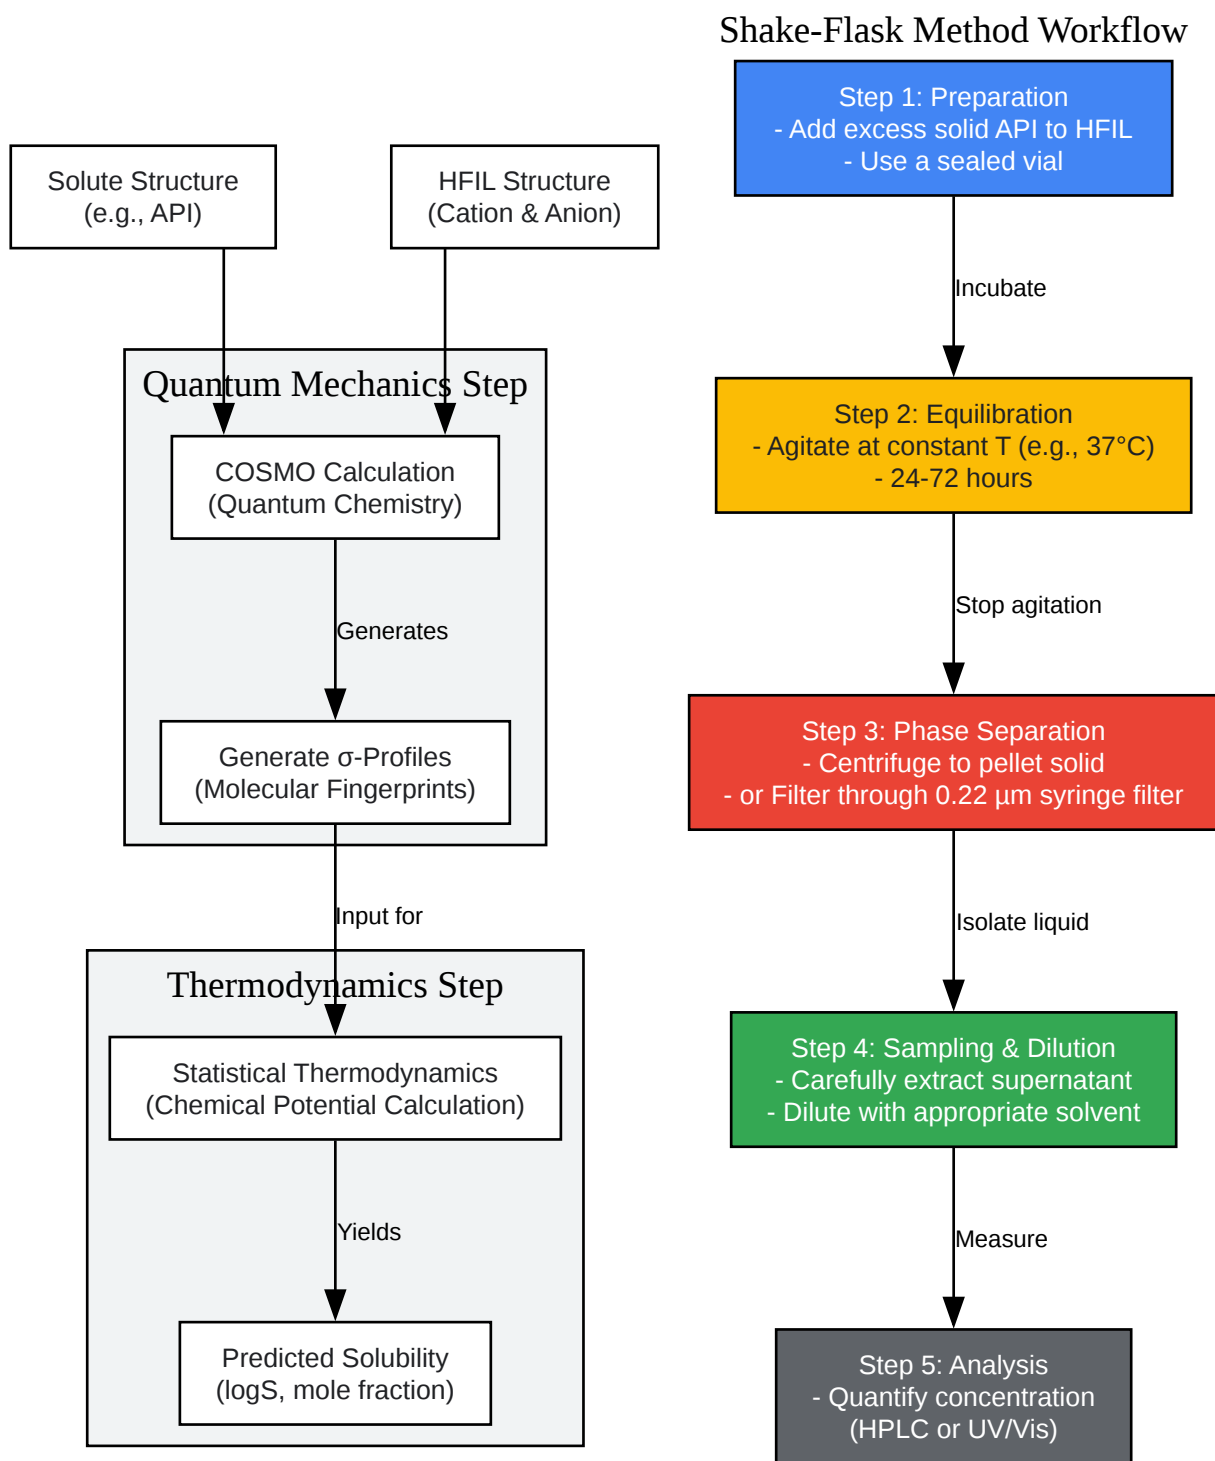 Solute Structure
(e.g., API)
HFIL Structure
(Cation & Anion)
Quantum Mechanics Step
COSMO Calculation
(Quantum Chemistry)
Generates
Generate σ-Profiles
(Molecular Fingerprints)
Input for
Thermodynamics Step
Statistical Thermodynamics
(Chemical Potential Calculation)
Yields
Predicted Solubility
(logS, mole fraction)
Shake-Flask Method Workflow
Step 1: Preparation
- Add excess solid API to HFIL
- Use a sealed vial
Incubate
Step 2: Equilibration
- Agitate at constant T (e.g., 37°C)
- 24-72 hours
Stop agitation
Step 3: Phase Separation
- Centrifuge to pellet solid
- or Filter through 0.22 µm syringe filter
Isolate liquid
Step 4: Sampling & Dilution
- Carefully extract supernatant
- Dilute with appropriate solvent
Measure
Step 5: Analysis
- Quantify concentration
(HPLC or UV/Vis)